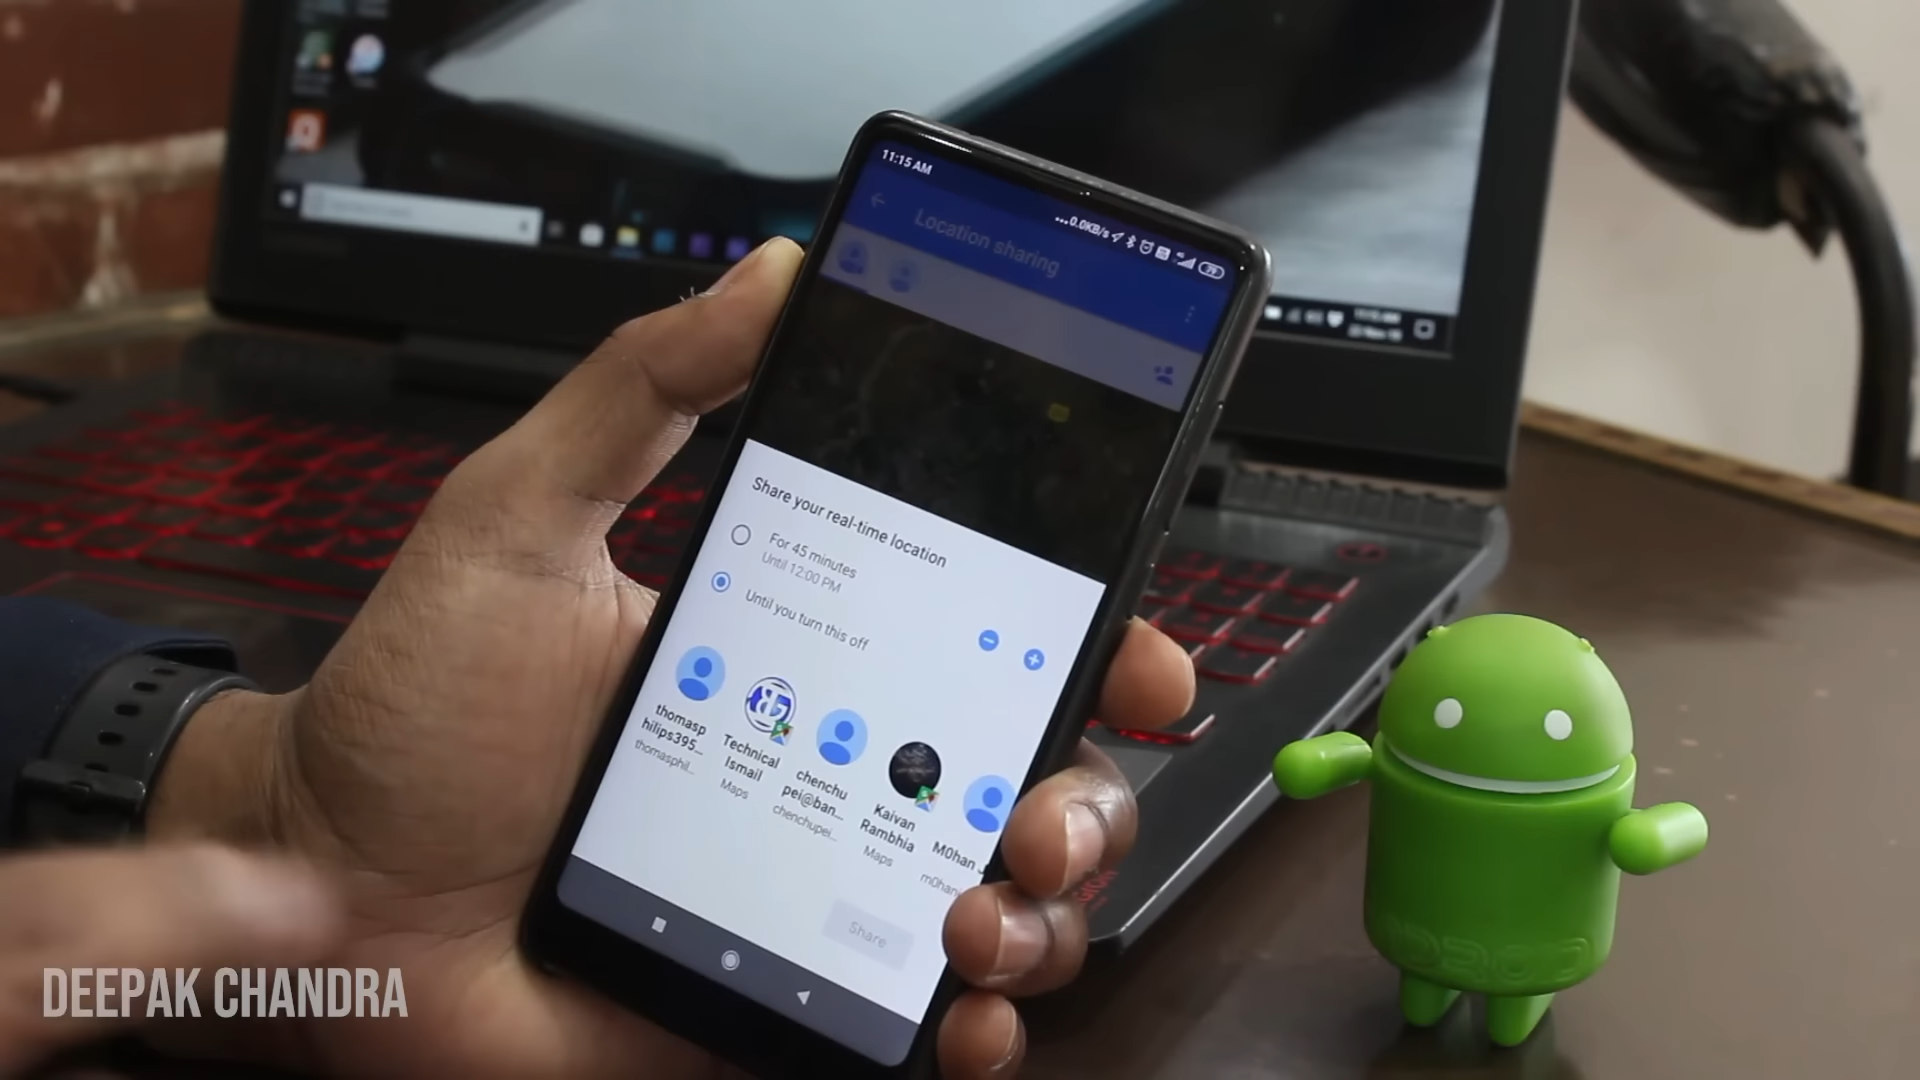 11:15 AM
...0.0KB/s
39
Location sharing
Share your real-time location
For 45 minutes
Until 12:00 PM
Until you turn this off
thomasp
hilips395...
thomasphil...
Technical
Ismail
Maps
chenchu
pei@ban...
chenchupei...
Kaivan
Rambhia
Maps
M0han J
m0hani
Share
DEEPAK CHANDRA